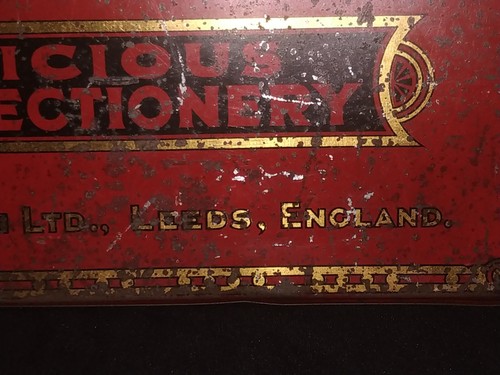 ICIOUS
ECTIONERY
LTD., LEEDS, ENGLAND.